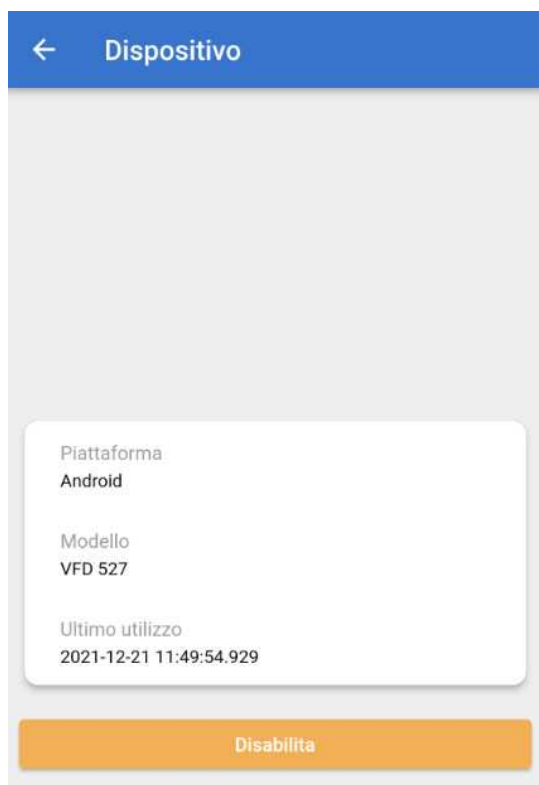 Dispositivo
Piattaforma
Android
Modello
VFD 527
Ultimo utilizzo
2021-12-21 11:49:54.929
Disabilita